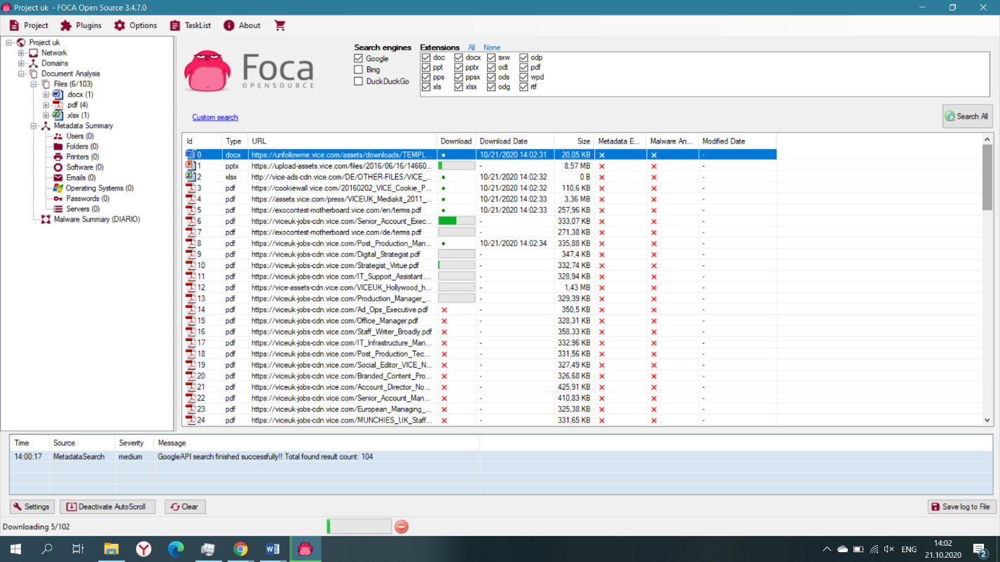 Project uk - FOCA Open Source 3.4.7.0
Project Plugins Options TaskList About
Project uk
Network
Domains
Document Analysis
Files (6/103)
.docx (1)
.pdf (4)
.xlsx (1)
Metadata Summary
Users (0)
Folders (0)
Printers (0)
Software (0)
Emails (0)
Operating Systems (0)
Passwords (0)
Servers (0)
Malware Summary (DIARIO)
Foca
OPENSOURCE
Search engines
Google
Bing
DuckDuckGo
Extensions All None
doc docx sxw odp
ppt pptx odt pdf
pps ppsx ods wpd
xls xlsx odg rtf
Custom search
Search All
Id Type URL Download Download Date Size Metadata E... Malware An... Modified Date
0 docx https://unfollowme.vice.com/assets/downloads/TEMPL... 10/21/2020 14:02:31 20,05 KB -
1 pptx https://upload-assets.vice.com/files/2016/06/16/14660... - 8,57 MB -
2 xlsx http://vice-ads-cdn.vice.com/DE/OTHER-FILES/VICE_... 10/21/2020 14:02:32 0 B -
3 pdf https://cookiewall.vice.com/20160202_VICE_Cookie_P... 10/21/2020 14:02:32 110,6 KB -
4 pdf https://assets.vice.com/press/VICEUK_Mediakit_2011_... 10/21/2020 14:02:33 3,36 MB -
5 pdf https://exocontest-motherboard.vice.com/en/terms.pdf 10/21/2020 14:02:33 257,96 KB -
6 pdf https://viceuk-jobs-cdn.vice.com/Senior_Account_Exec... - 333,07 KB -
7 pdf https://exocontest-motherboard.vice.com/de/terms.pdf - 271,38 KB -
8 pdf https://viceuk-jobs-cdn.vice.com/Post_Production_Man... 10/21/2020 14:02:34 335,88 KB -
9 pdf https://viceuk-jobs-cdn.vice.com/Digital_Strategist.pdf - 347,4 KB -
10 pdf https://viceuk-jobs-cdn.vice.com/Strategist_Virtue.pdf - 332,74 KB -
11 pdf https://viceuk-jobs-cdn.vice.com/IT_Support_Assistant.... - 328,94 KB -
12 pdf https://vice-assets-cdn.vice.com/VICEUK_Hollywood_h... - 1,43 MB -
13 pdf https://viceuk-jobs-cdn.vice.com/Production_Manager_... - 329,39 KB -
14 pdf https://viceuk-jobs-cdn.vice.com/Ad_Ops_Executive.pdf - 350,5 KB -
15 pdf https://viceuk-jobs-cdn.vice.com/Office_Manager.pdf - 328,31 KB -
16 pdf https://viceuk-jobs-cdn.vice.com/Staff_Writer_Broadly.pdf - 358,33 KB -
17 pdf https://viceuk-jobs-cdn.vice.com/IT_Infrastructure_Man... - 332,96 KB -
18 pdf https://viceuk-jobs-cdn.vice.com/Post_Production_Tec... - 331,56 KB -
19 pdf https://viceuk-jobs-cdn.vice.com/Social_Editor_VICE_N... - 327,49 KB -
20 pdf https://viceuk-jobs-cdn.vice.com/Branded_Content_Pro... - 326,68 KB -
21 pdf https://viceuk-jobs-cdn.vice.com/Account_Director_No... - 425,91 KB -
22 pdf https://viceuk-jobs-cdn.vice.com/Senior_Account_Man... - 410,83 KB -
23 pdf https://viceuk-jobs-cdn.vice.com/European_Managing_... - 325,38 KB -
24 pdf https://viceuk-jobs-cdn.vice.com/MUNCHIES_UK_Staff... - 331,65 KB -
Time Source Severity Message
14:00:17 MetadataSearch medium GoogleAPI search finished successfully!! Total found result count: 104
Settings Deactivate AutoScroll Clear Save log to File
Downloading 5/102
ENG 14:02
21.10.2020
2